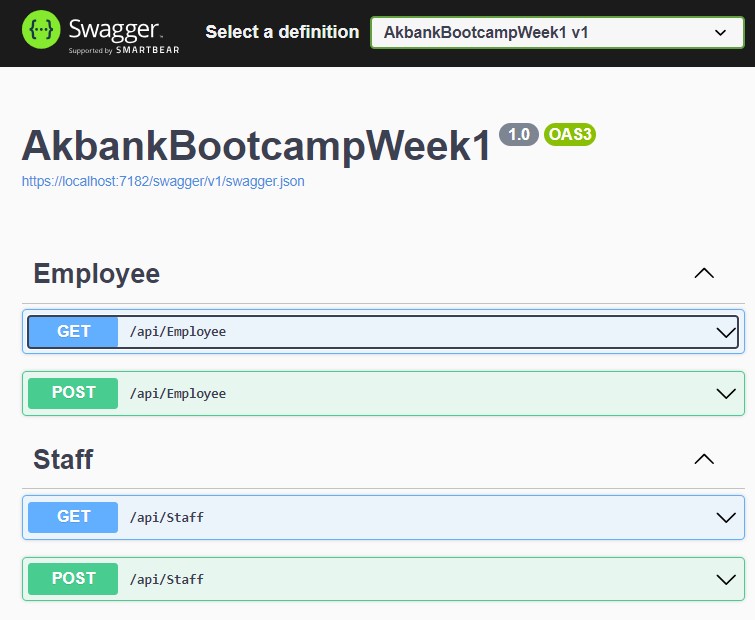 {···} Swagger™ Select a definition AkbankBootcampWeek1 v1
Supported by SMARTBEAR
AkbankBootcampWeek1 1.0 OAS3
https://localhost:7182/swagger/v1/swagger.json
Employee
GET /api/Employee
POST /api/Employee
Staff
GET /api/Staff
POST /api/Staff